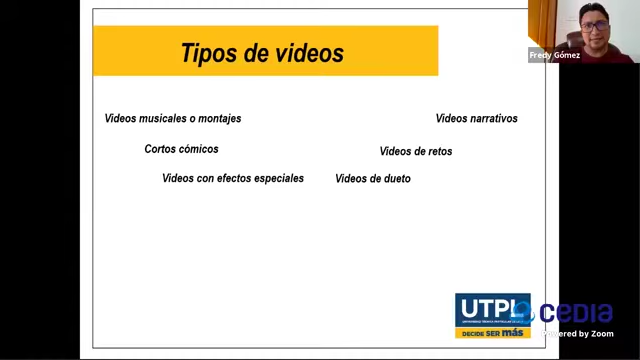 Tipos de videos
Fredy Gómez
Videos musicales o montajes
Videos narrativos
Cortos cómicos
Videos de retos
Videos con efectos especiales
Videos de dueto
UTPL
DECIDE SER más
CEDIA
Powered by Zoom